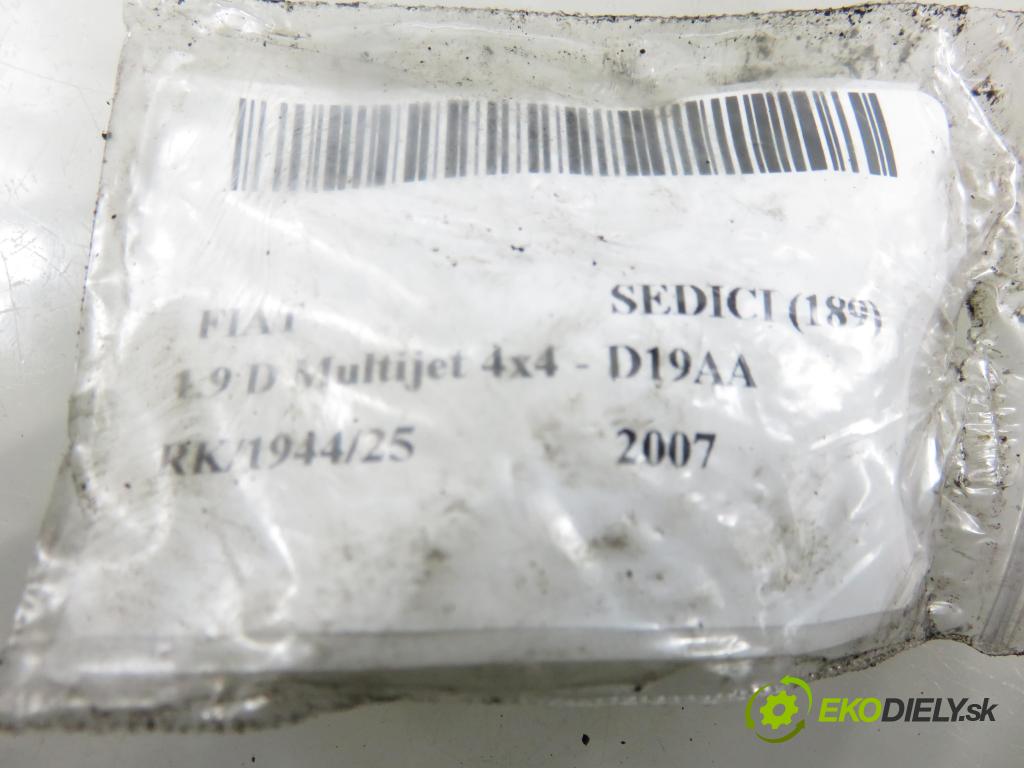 FIAT SEDICI (189)
1.9 D Multijet 4x4 - D19AA
RK/1944/25 2007
EKODIELY.sk